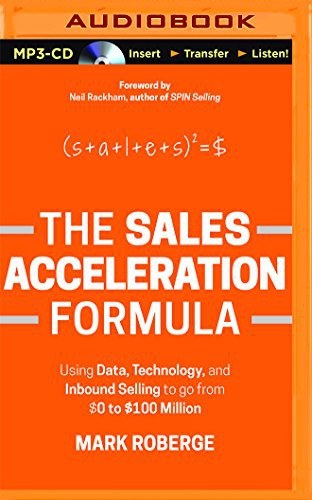 AUDIOBOOK
MP3-CD Insert ► Transfer ► Listen!
Foreword by
Neil Rackham, author of SPIN Selling
(s+a+l+e+s)²=$
THE SALES
ACCELERATION
FORMULA
Using Data, Technology, and
Inbound Selling to go from
$0 to $100 Million
MARK ROBERGE